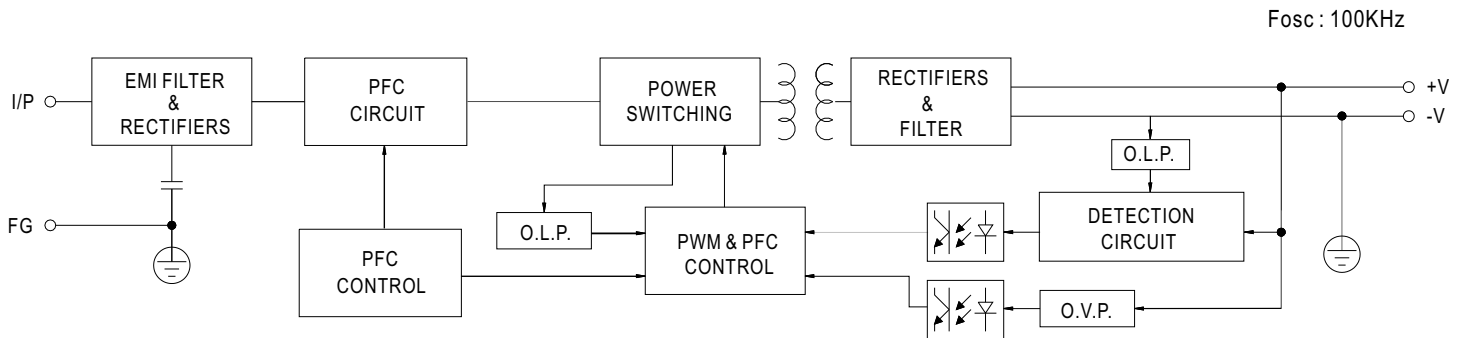 Fosc : 100KHz
I/P
EMI FILTER
&
RECTIFIERS
PFC
CIRCUIT
POWER
SWITCHING
RECTIFIERS
&
FILTER
+V
-V
O.L.P.
FG
O.L.P.
PFC
CONTROL
PWM & PFC
CONTROL
DETECTION
CIRCUIT
O.V.P.